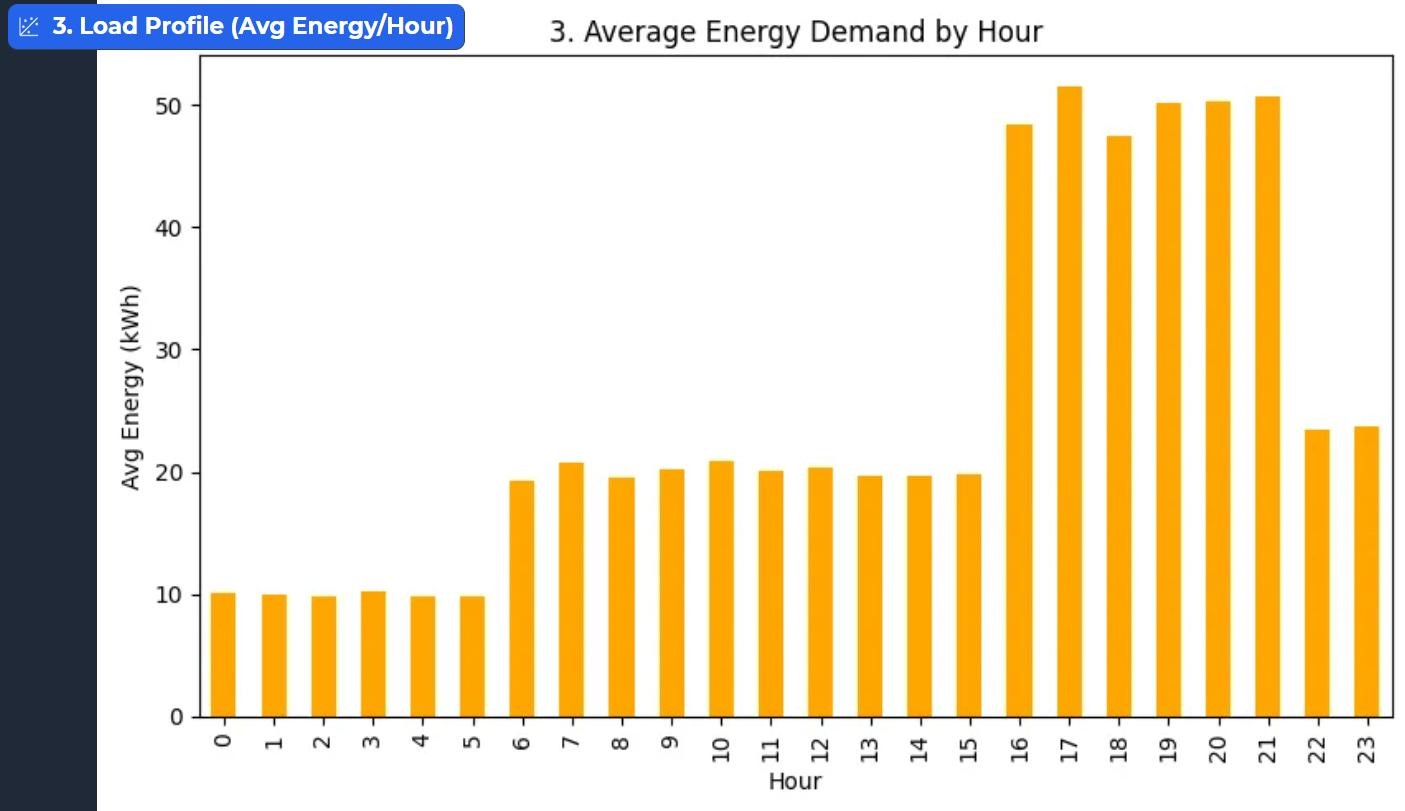 3. Load Profile (Avg Energy/Hour)
3. Average Energy Demand by Hour
Avg Energy (kWh)
50
40
30
20
10
0
0 1 2 3 4 5 6 7 8 9 10 11 12 13 14 15 16 17 18 19 20 21 22 23
Hour